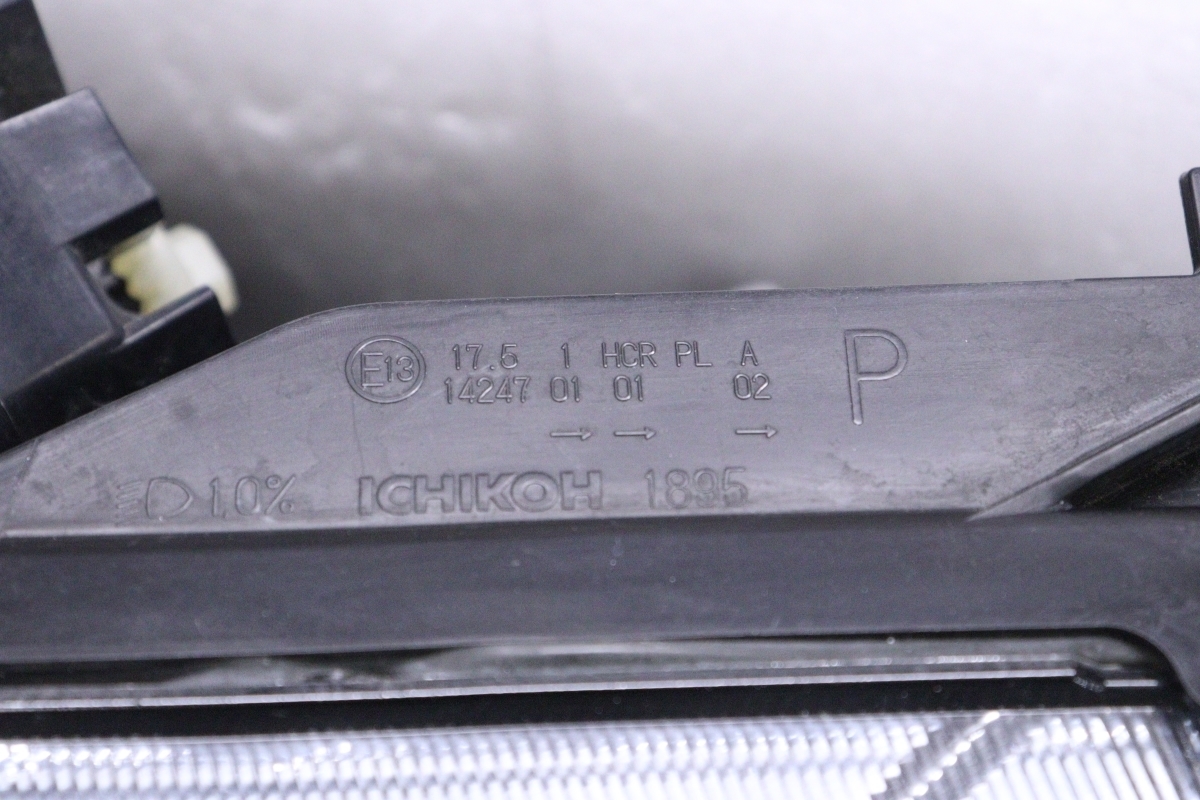 E13 17.5 1 HCR PL A
14247 01 01 02
→ → →
1,0% ICHIKOH 1895
P